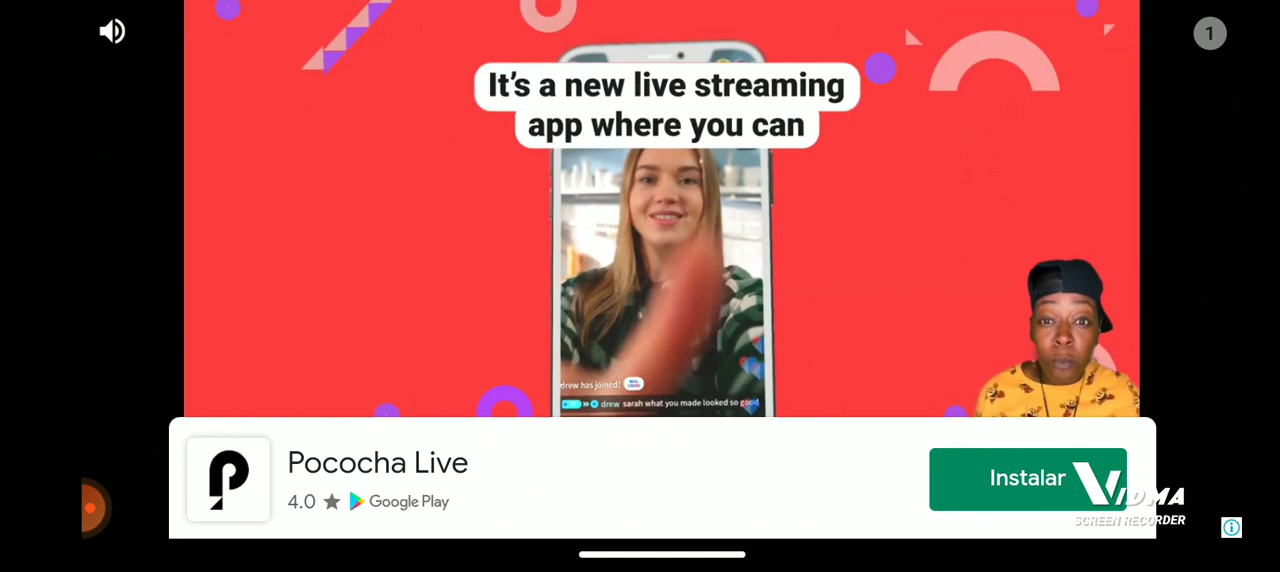 1
It's a new live streaming
app where you can
drew has joined!
drew sarah what you made looked so good
Pococha Live
4.0 ★ Google Play
Instalar
VIDMA
SCREEN RECORDER